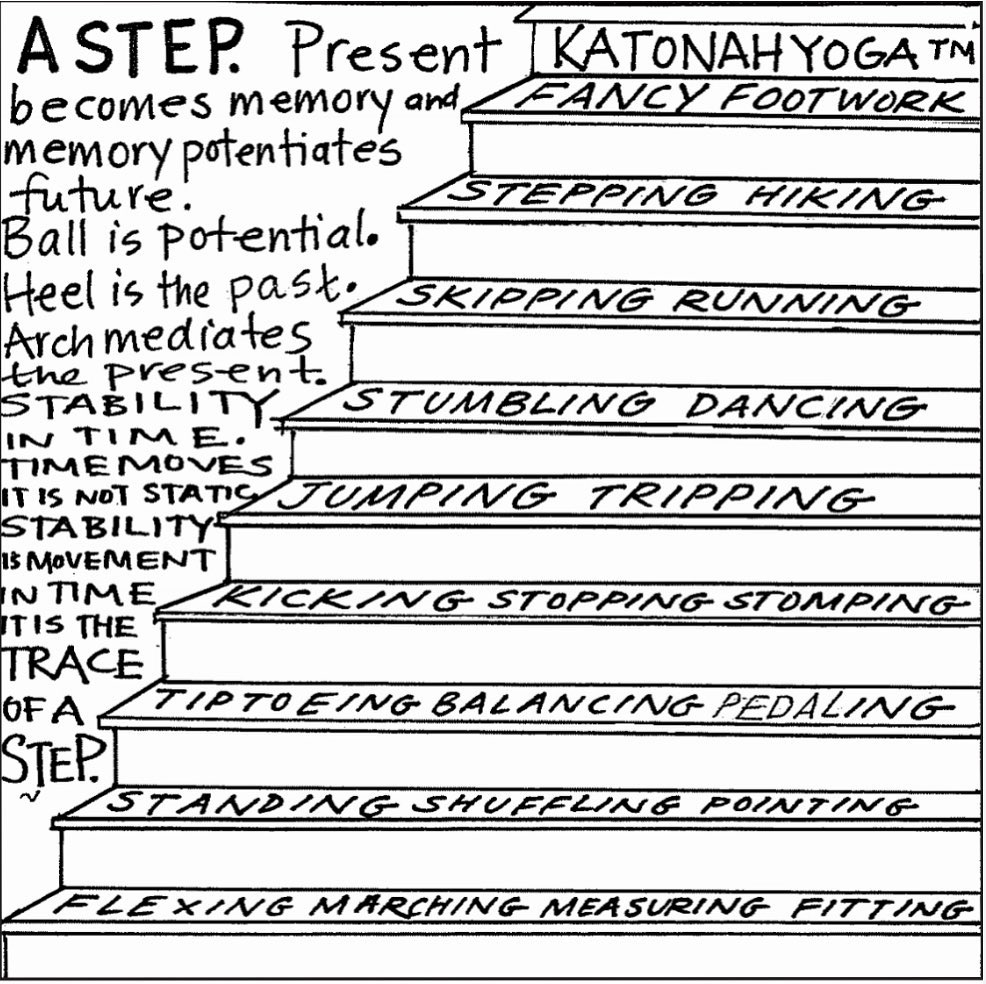 A STEP. Present
becomes memory and
memory potentiates
future.
Ball is potential.
Heel is the past.
Arch mediates
the present.
STABILITY
IN TIME.
TIME MOVES
IT IS NOT STATIC
STABILITY
IS MOVEMENT
IN TIME
IT IS THE
TRACE
OF A
STEP.
KATONAH YOGA TM
FANCY FOOTWORK
STEPPING HIKING
SKIPPING RUNNING
STUMBLING DANCING
JUMPING TRIPPING
KICKING STOPPING STOMPING
TIPTOEING BALANCING PEDALING
STANDING SHUFFLING POINTING
FLEXING MARCHING MEASURING FITTING